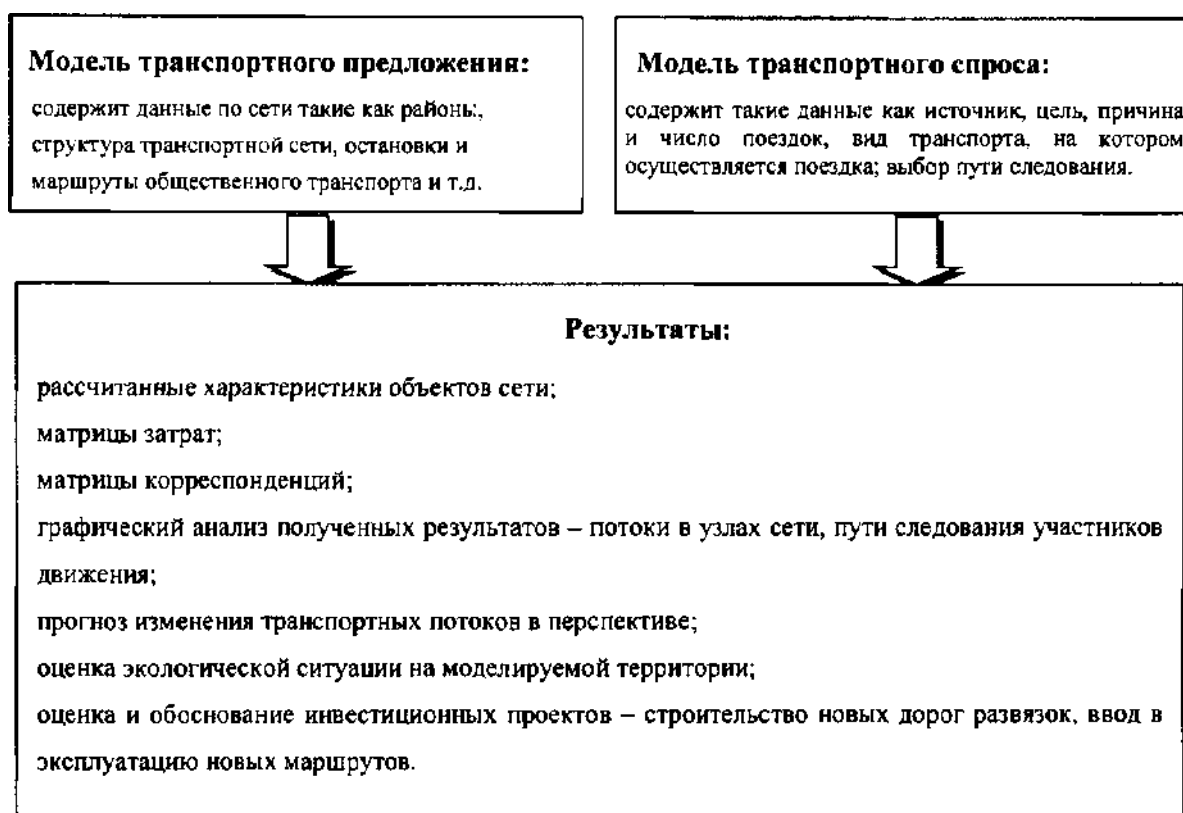 Модель транспортного предложения:
содержит данные по сети такие как районы,
структура транспортной сети, остановки и
маршруты общественного транспорта и т.д.
Модель транспортного спроса:
содержит такие данные как источник, цель, причина
и число поездок, вид транспорта, на котором
осуществляется поездка; выбор пути следования.
Результаты:
рассчитанные характеристики объектов сети;
матрицы затрат;
матрицы корреспонденций;
графический анализ полученных результатов – потоки в узлах сети, пути следования участников
движения;
прогноз изменения транспортных потоков в перспективе;
оценка экологической ситуации на моделируемой территории;
оценка и обоснование инвестиционных проектов – строительство новых дорог развязок, ввод в
эксплуатацию новых маршрутов.